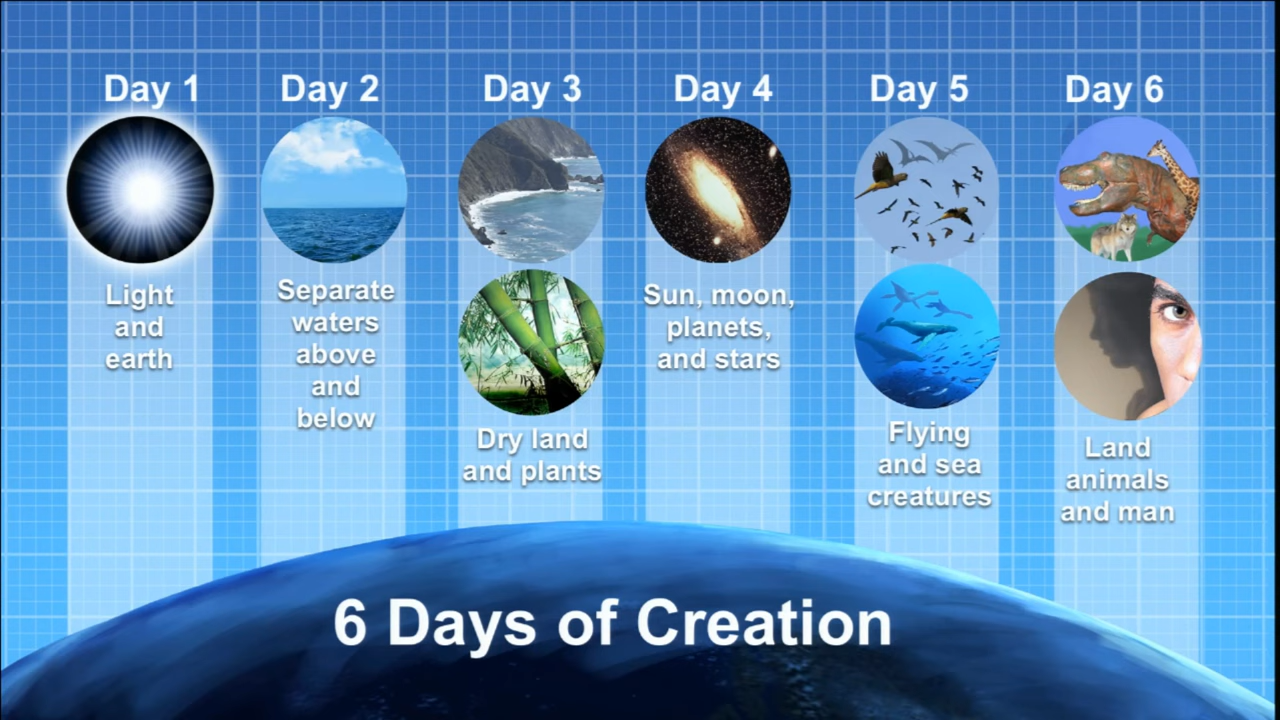 Day 1
Light
and
earth
Day 2
Separate
waters
above
and
below
Day 3
Dry land
and plants
Day 4
Sun, moon,
planets,
and stars
Day 5
Flying
and sea
creatures
Day 6
Land
animals
and man
6 Days of Creation